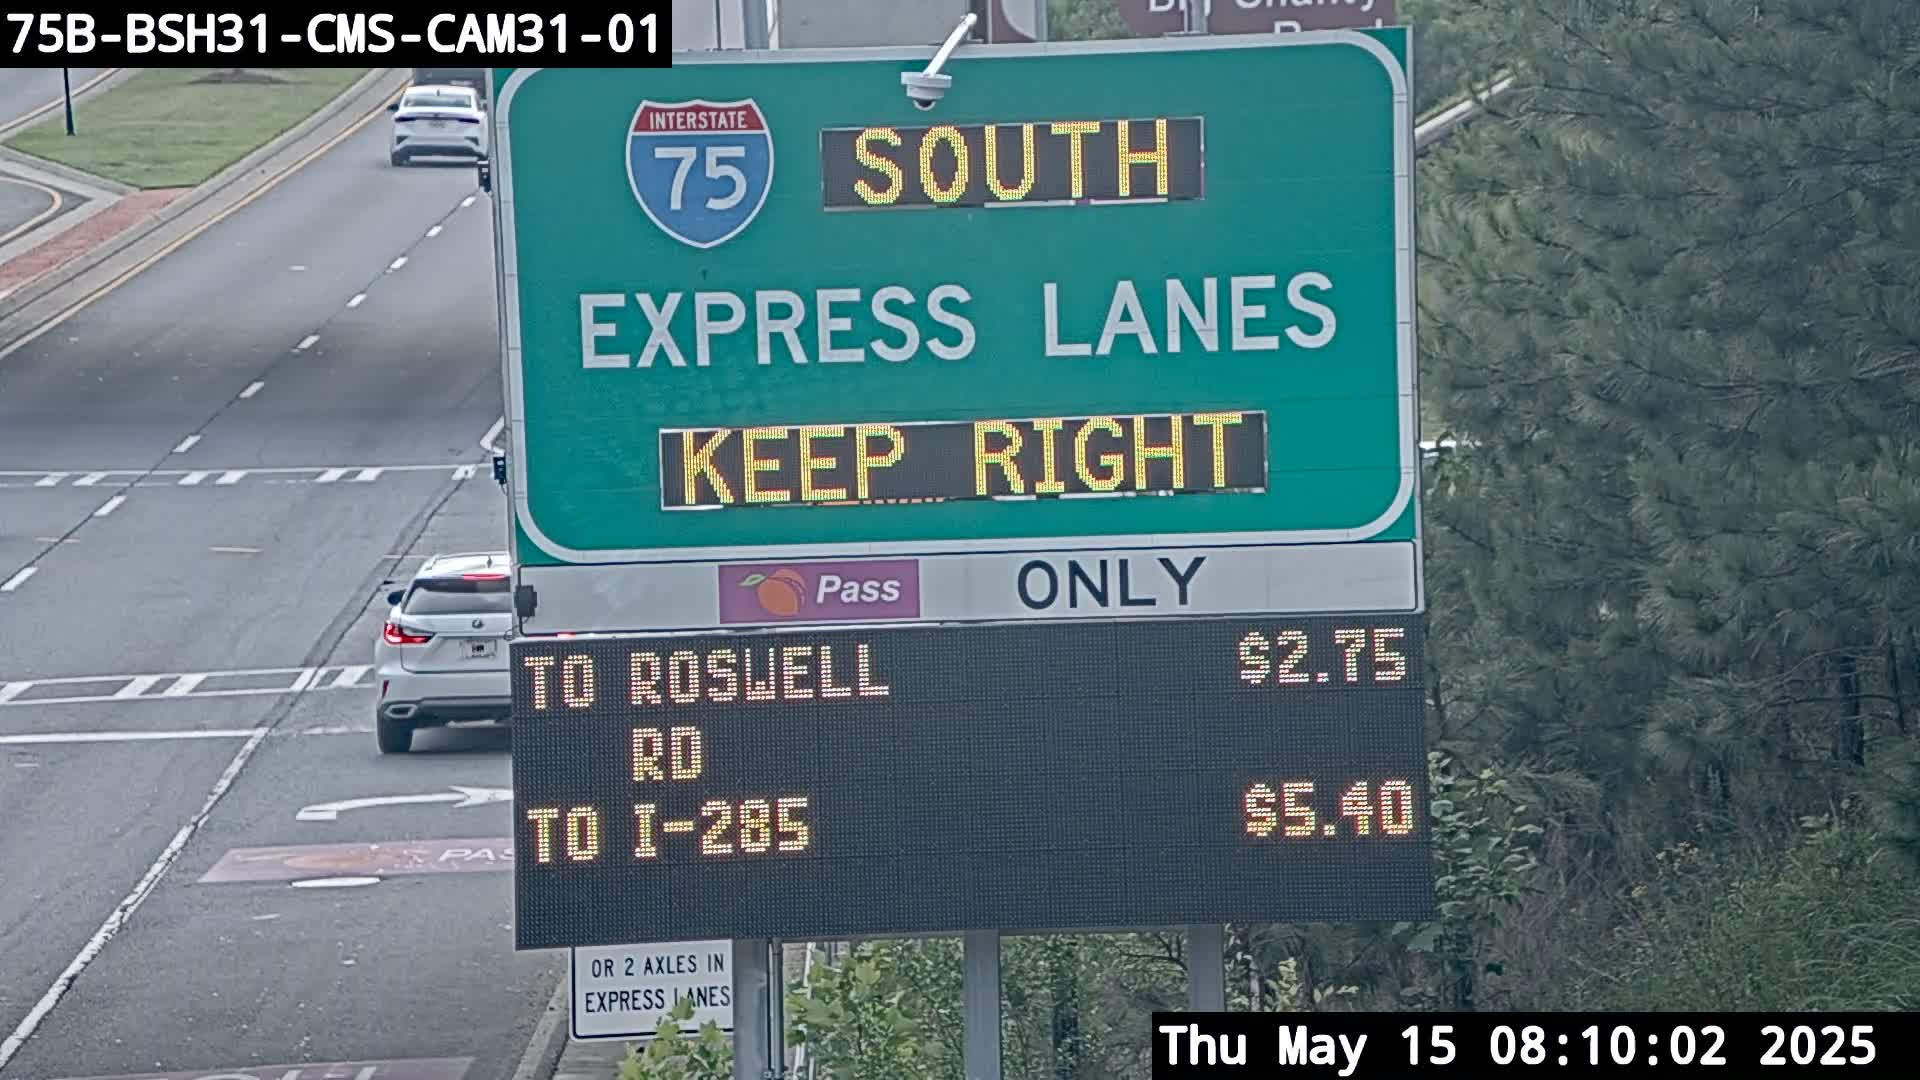 75B-BSH31-CMS-CAM31-01
INTERSTATE
75
SOUTH
EXPRESS LANES
KEEP RIGHT
Pass ONLY
TO ROSWELL $2.75
RD
TO I-285 $5.40
OR 2 AXLES IN
EXPRESS LANES
Thu May 15 08:10:02 2025